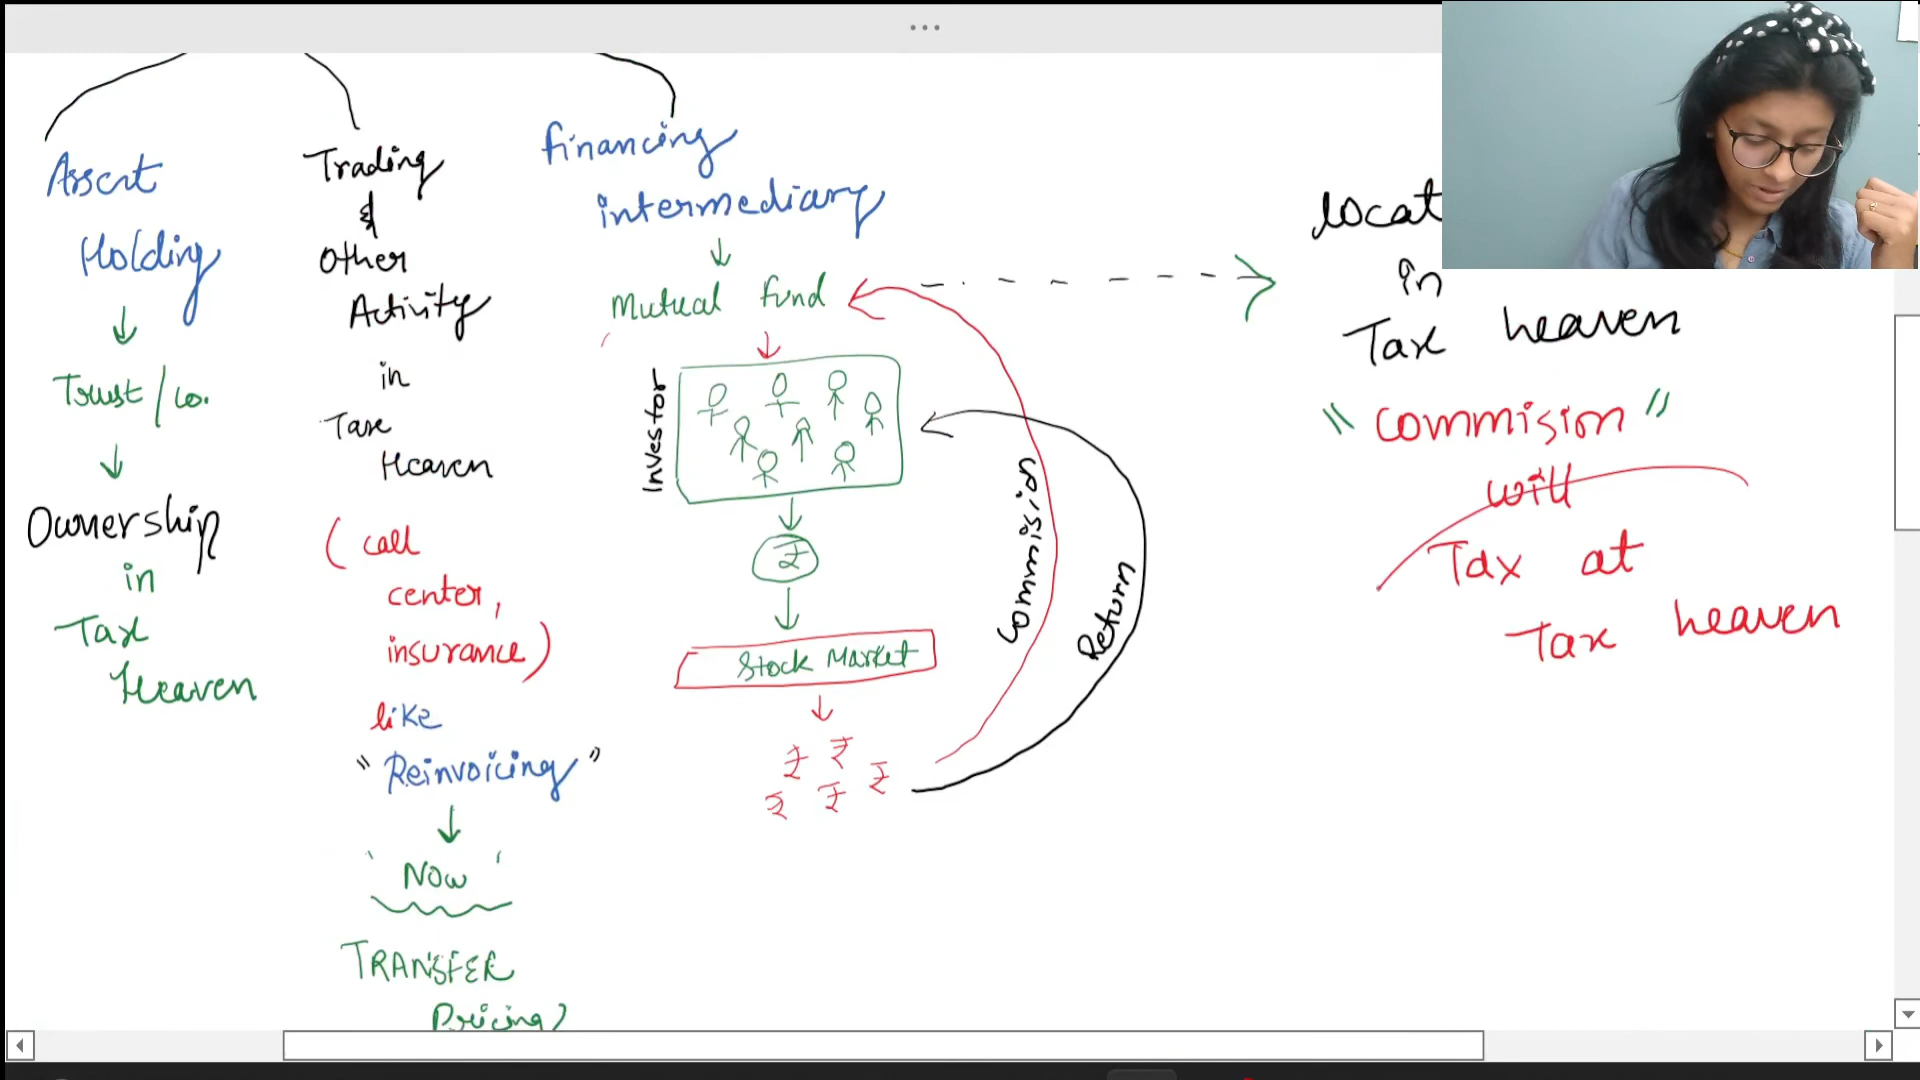 Assert
Holding
Trust / co.
Ownership
in
Tax
Heaven
Trading
&
Other
Activity
in
Tax
Heaven
(call
center,
insurance)
like
"Reinvoicing"
'Now'
TRANSFER
Pricing
financing
intermediary
Mutual fund
Investor
₹
Stock Market
₹ ₹ ₹
₹ ₹
Commision
Return
locat
in
Tax heaven
"Commision"
will
Tax at
Tax heaven